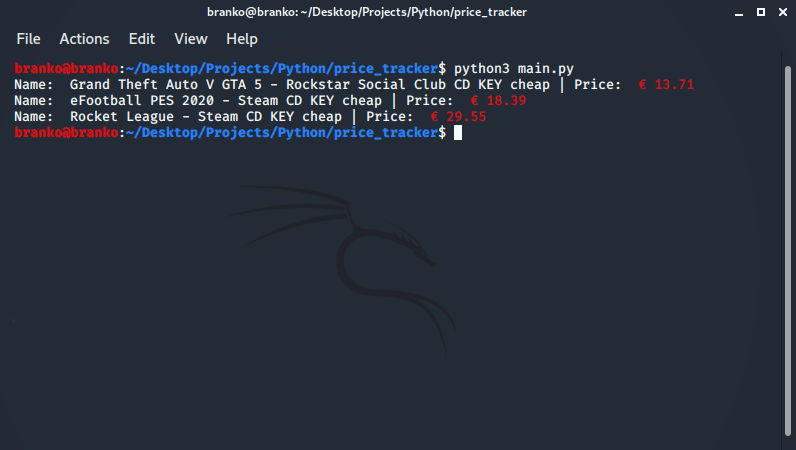 branko@branko: ~/Desktop/Projects/Python/price_tracker
File Actions Edit View Help
branko@branko:~/Desktop/Projects/Python/price_tracker$ python3 main.py
Name:  Grand Theft Auto V GTA 5 - Rockstar Social Club CD KEY cheap | Price:  € 13.71
Name:  eFootball PES 2020 - Steam CD KEY cheap | Price:  € 18.39
Name:  Rocket League - Steam CD KEY cheap | Price:  € 29.55
branko@branko:~/Desktop/Projects/Python/price_tracker$